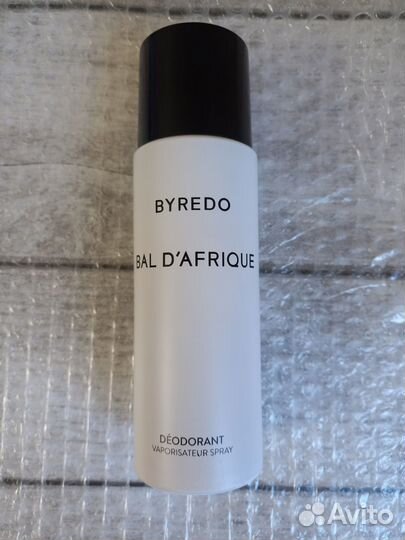 BYREDO
BAL D'AFRIQUE
DÉODORANT
VAPORISATEUR SPRAY
Avito